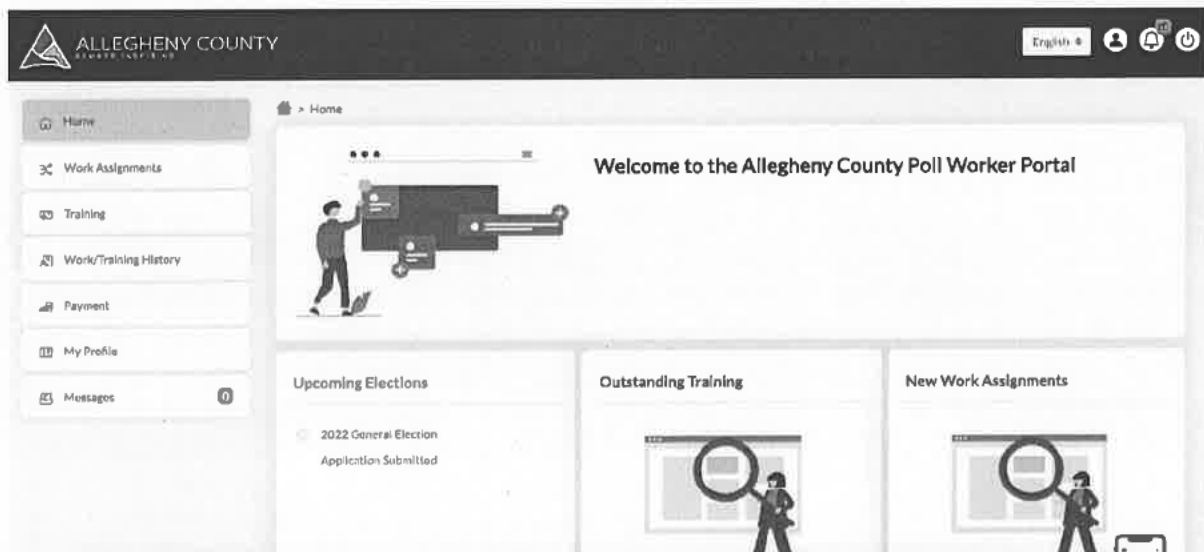 ALLEGHENY COUNTY
English
> Home
Home
Work Assignments
Training
Work/Training History
Payment
My Profile
Messages
0
Welcome to the Allegheny County Poll Worker Portal
Upcoming Elections
2022 General Election
Application Submitted
Outstanding Training
New Work Assignments